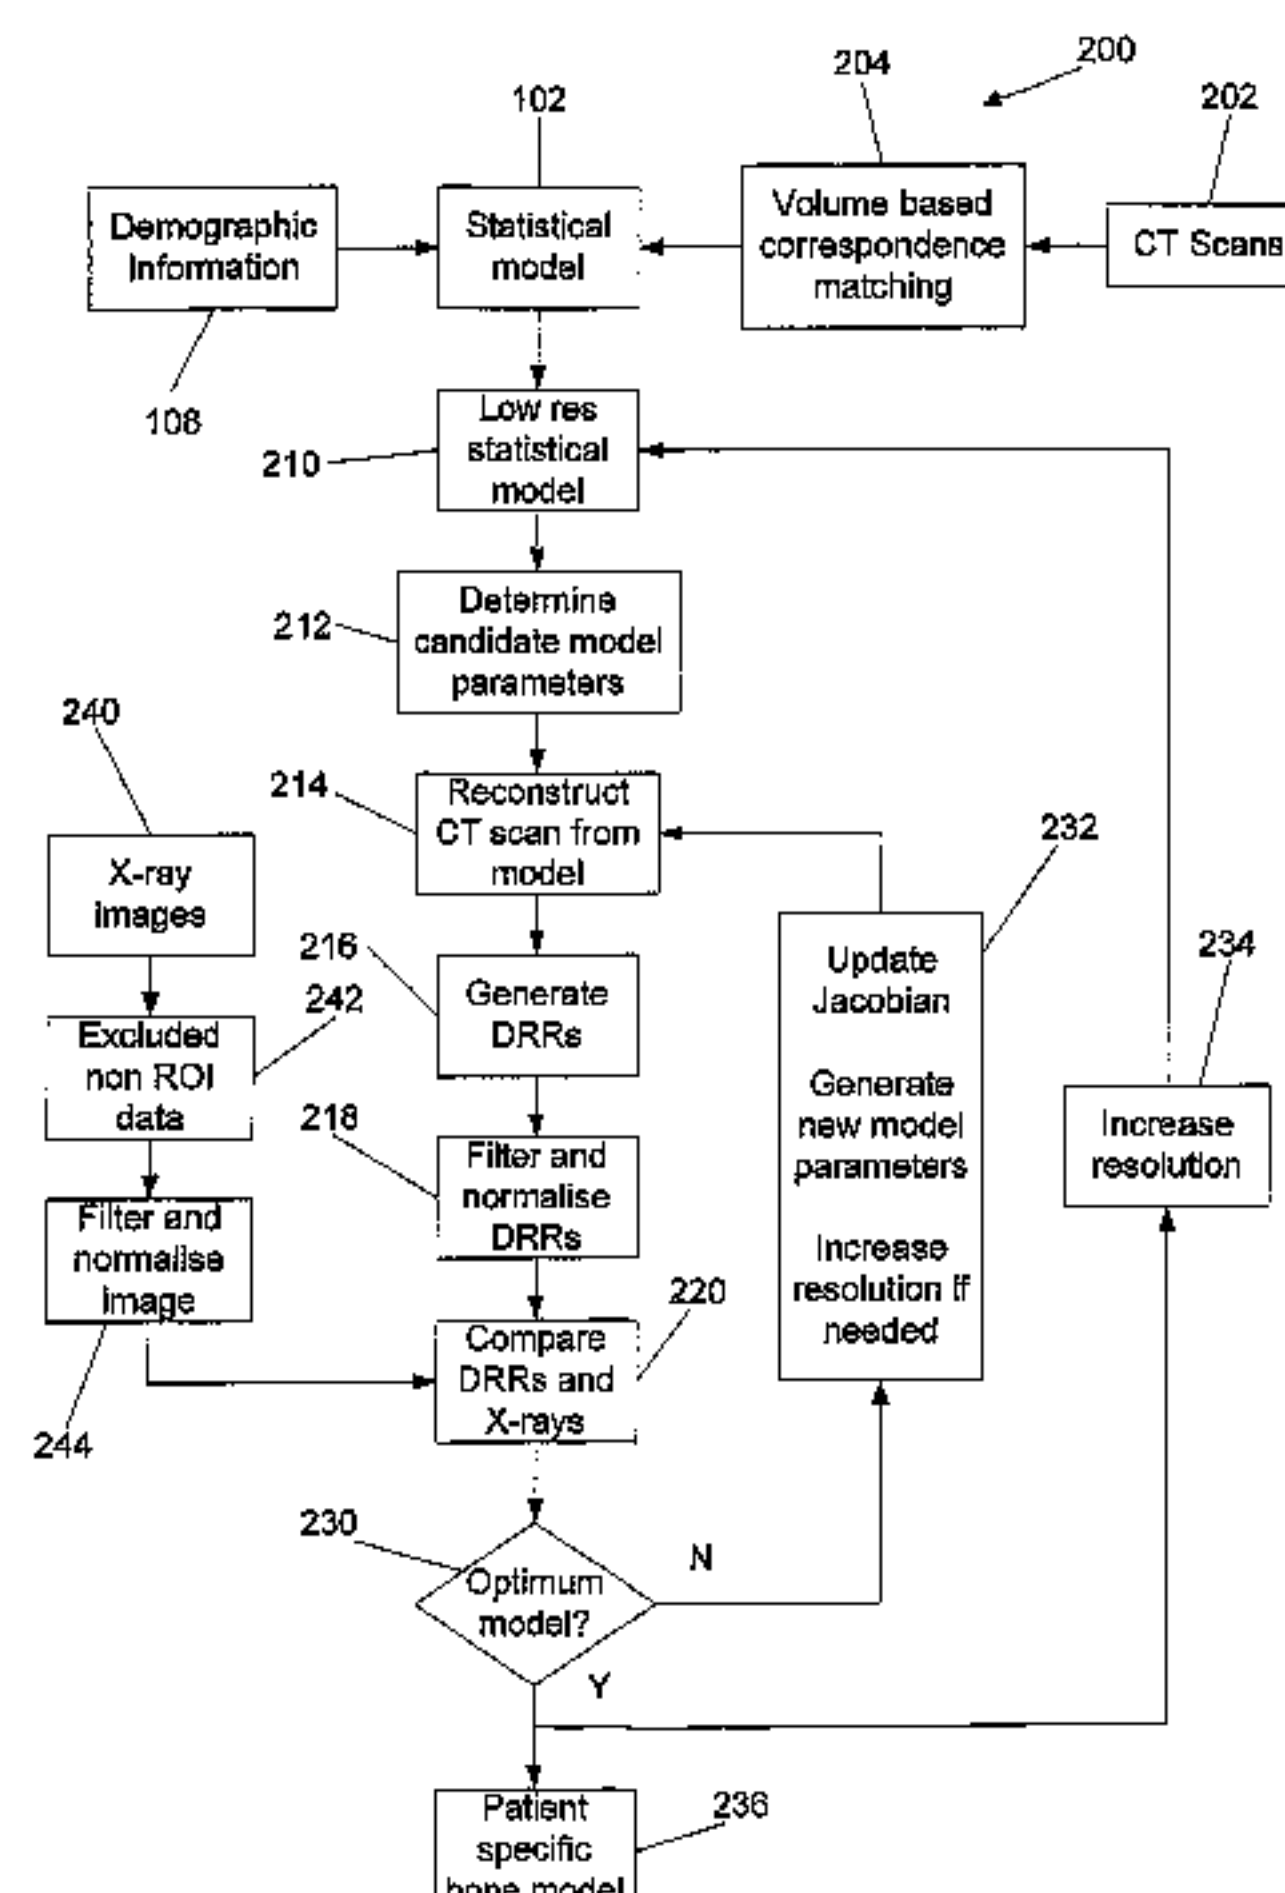 200
204
202
102
Demographic
Information
Statistical
model
Volume based
correspondence
matching
CT Scans
108
Low res
statistical
model
210
Determine
candidate model
parameters
212
240
214
Reconstruct
CT scan from
model
232
X-ray
images
216
242
Generate
DRRs
Update
Jacobian
Generate
new model
parameters
Increase
resolution if
needed
234
Excluded
non ROI
data
218
Filter and
normalise
DRRs
Increase
resolution
Filter and
normalise
image
220
Compare
DRRs and
X-rays
244
230
Optimum
model?
N
Y
Patient
specific
bone model
236